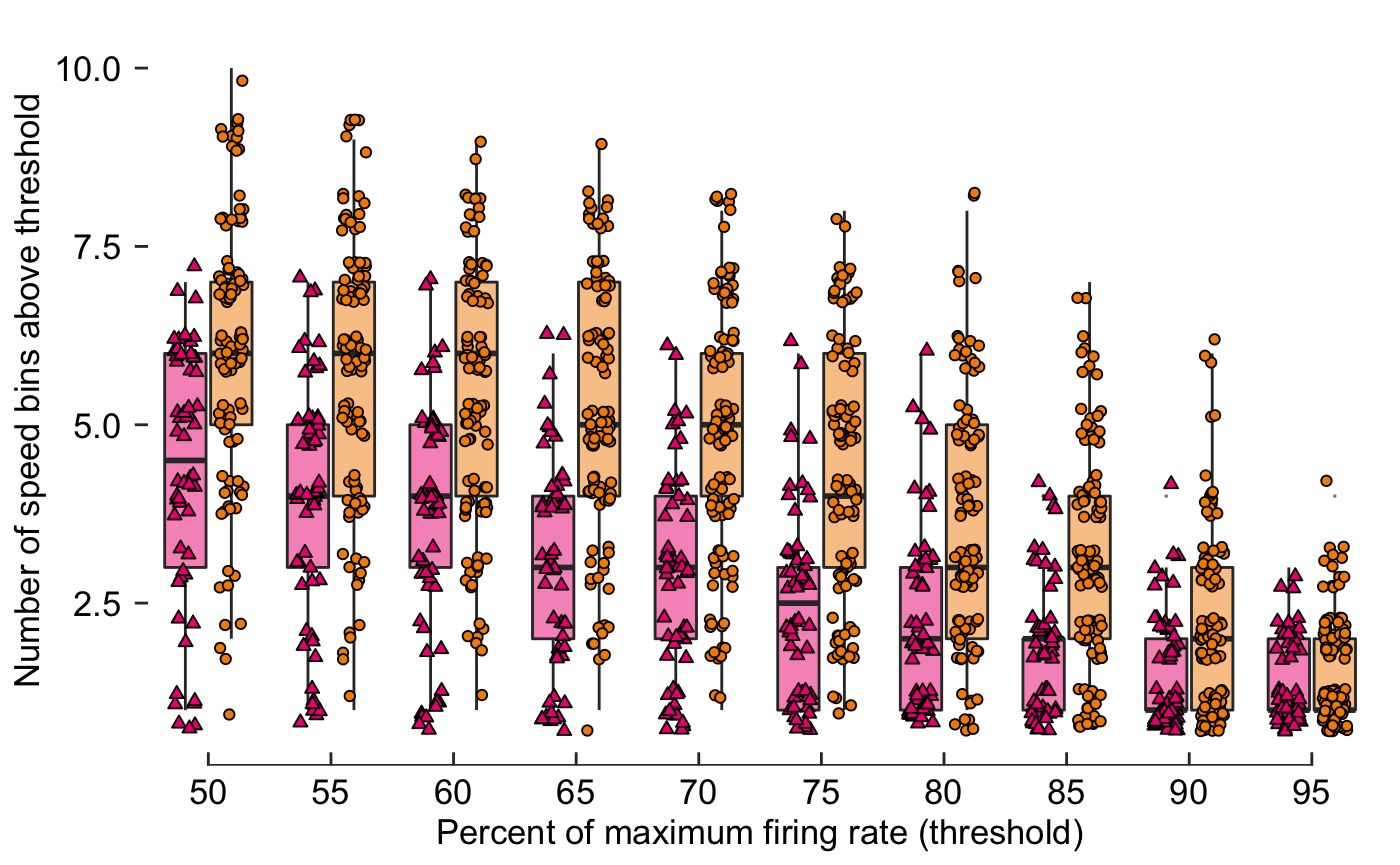 Number of speed bins above threshold
10.0
7.5
5.0
2.5
50 55 60 65 70 75 80 85 90 95
Percent of maximum firing rate (threshold)